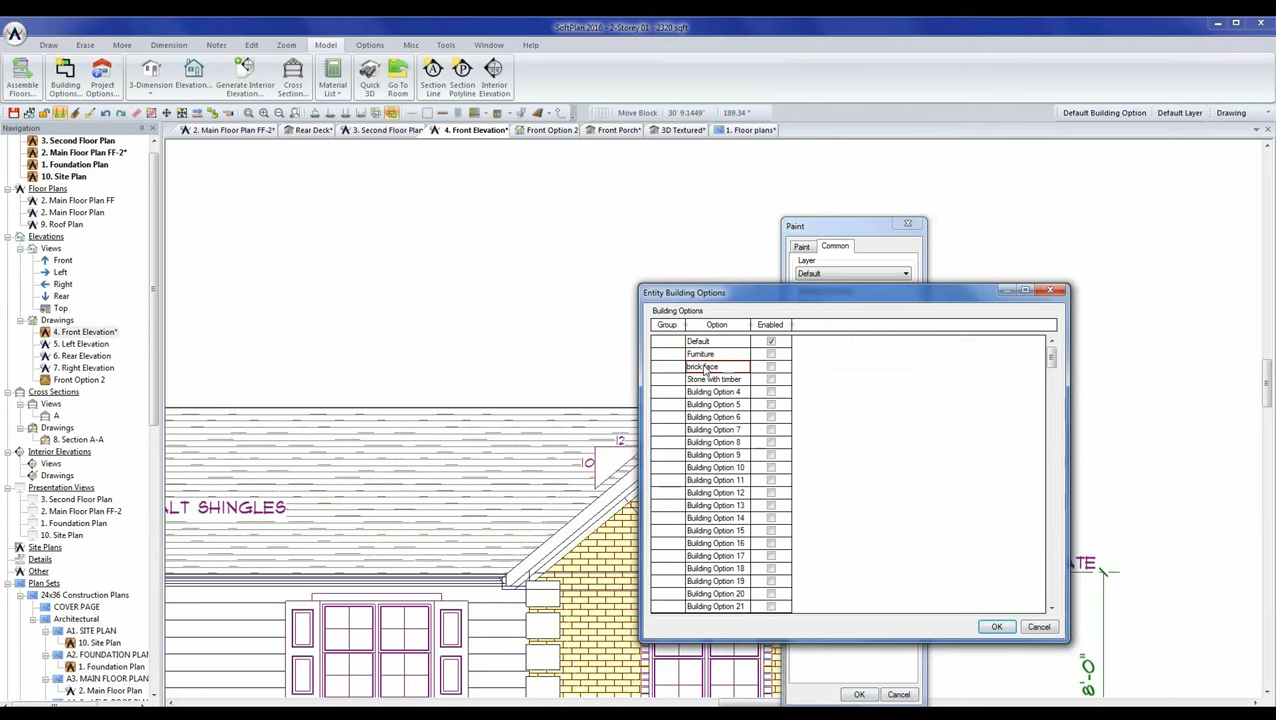 SoftPlan 2016 - 2-Storey 01 - 2320 sqft
Draw Erase Move Dimension Notes Edit Zoom Model Options Misc Tools Window Help
Assemble Floors... Building Options... Project Options... 3-Dimension Elevation... Generate Interior Elevation... Cross Section... Material List Quick 3D Go To Room Section Line Section Polyline Interior Elevation
Move Block 30' 9.1449" 189.34° Default Building Option Default Layer Drawing
Navigation
2. Main Floor Plan FF-2* Rear Deck* 3. Second Floor Plan 4. Front Elevation* Front Option 2 Front Porch* 3D Textured* 1. Floor plans*
3. Second Floor Plan
2. Main Floor Plan FF-2*
1. Foundation Plan
10. Site Plan
Floor Plans
2. Main Floor Plan FF
2. Main Floor Plan
9. Roof Plan
Elevations
Views
Front
Left
Right
Rear
Top
Drawings
4. Front Elevation*
5. Left Elevation
6. Rear Elevation
7. Right Elevation
Front Option 2
Cross Sections
Views
A
Drawings
8. Section A-A
Interior Elevations
Views
Drawings
Presentation Views
3. Second Floor Plan
2. Main Floor Plan FF-2
1. Foundation Plan
10. Site Plan
Site Plans
Details
Other
Plan Sets
24x36 Construction Plans
COVER PAGE
Architectural
A1. SITE PLAN
10. Site Plan
A2. FOUNDATION PLAN
1. Foundation Plan
A3. MAIN FLOOR PLAN
2. Main Floor Plan
Paint
Paint Common
Layer
Default
Entity Building Options
Building Options
Group Option Enabled
Default
Furniture
brick face
Stone with timber
Building Option 4
Building Option 5
Building Option 6
Building Option 7
Building Option 8
Building Option 9
Building Option 10
Building Option 11
Building Option 12
Building Option 13
Building Option 14
Building Option 15
Building Option 16
Building Option 17
Building Option 18
Building Option 19
Building Option 20
Building Option 21
OK Cancel
OK Cancel
12
10
ALT SHINGLES
ATE
8'-0"